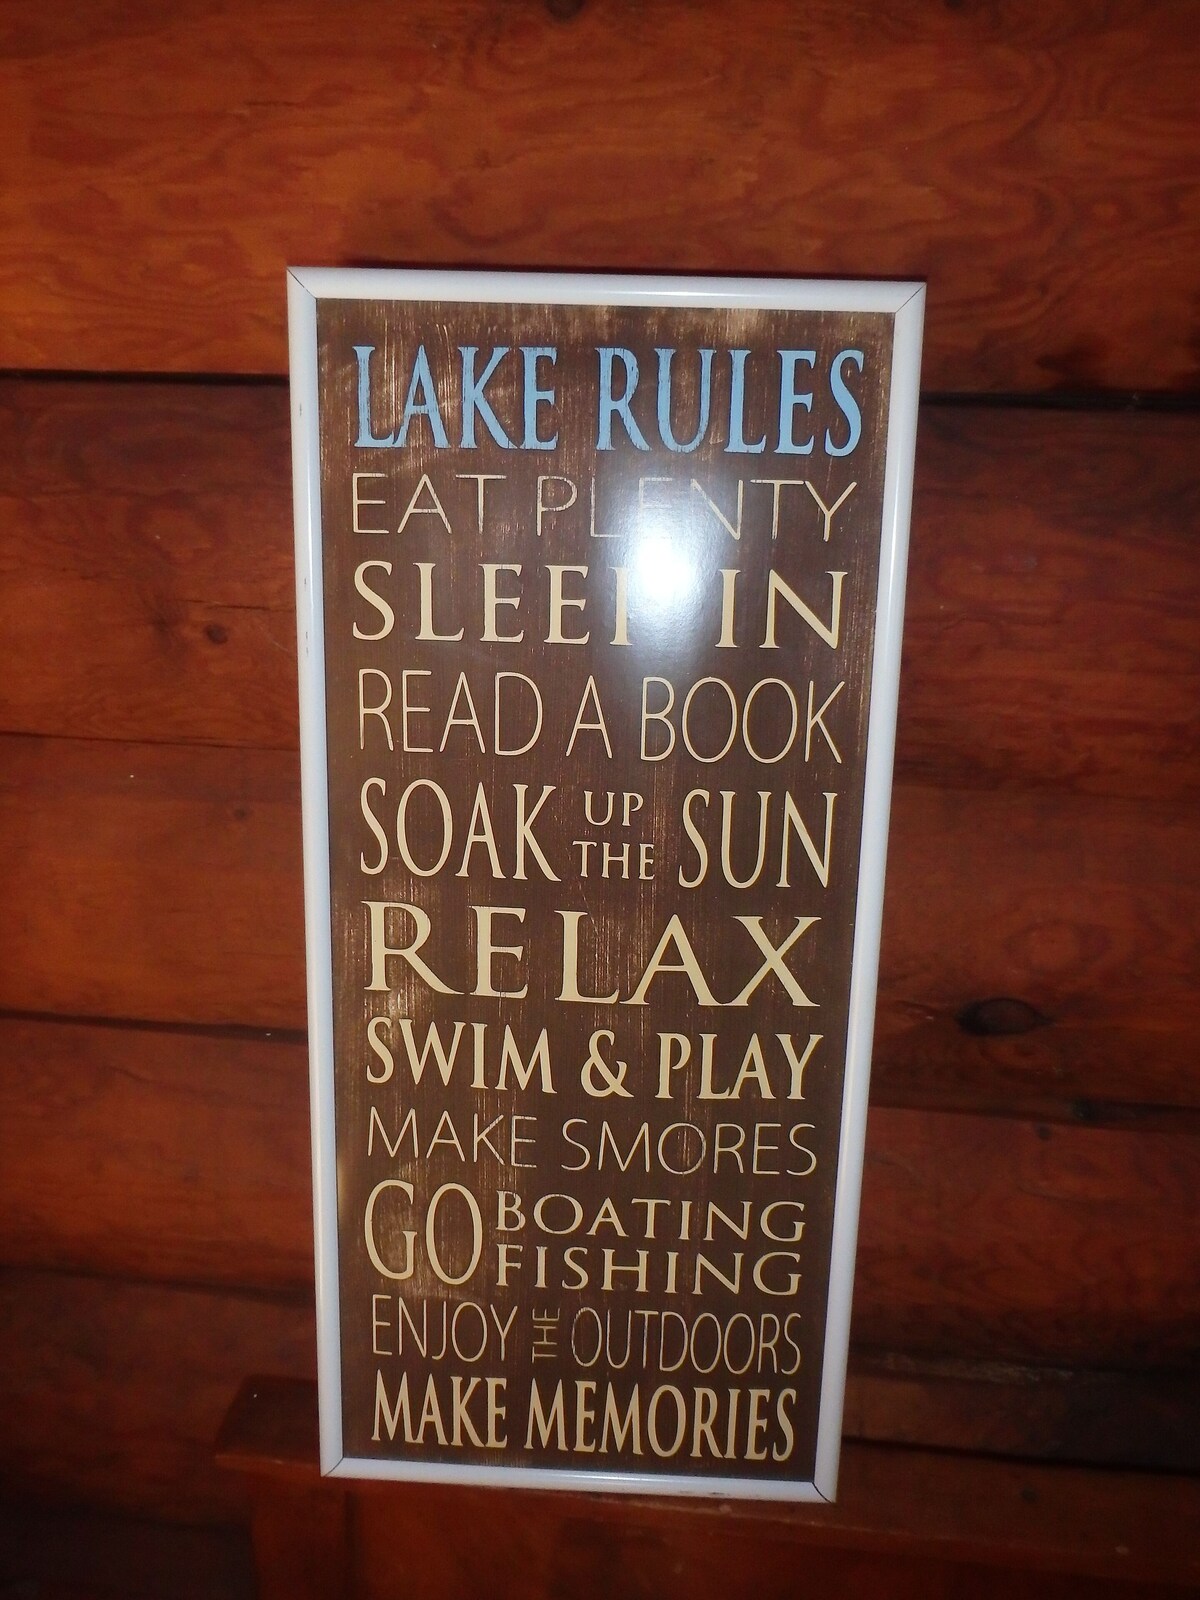 LAKE RULES
EAT PLENTY
SLEEP IN
READ A BOOK
SOAK UP THE SUN
RELAX
SWIM & PLAY
MAKE SMORES
GO BOATING
FISHING
ENJOY THE OUTDOORS
MAKE MEMORIES